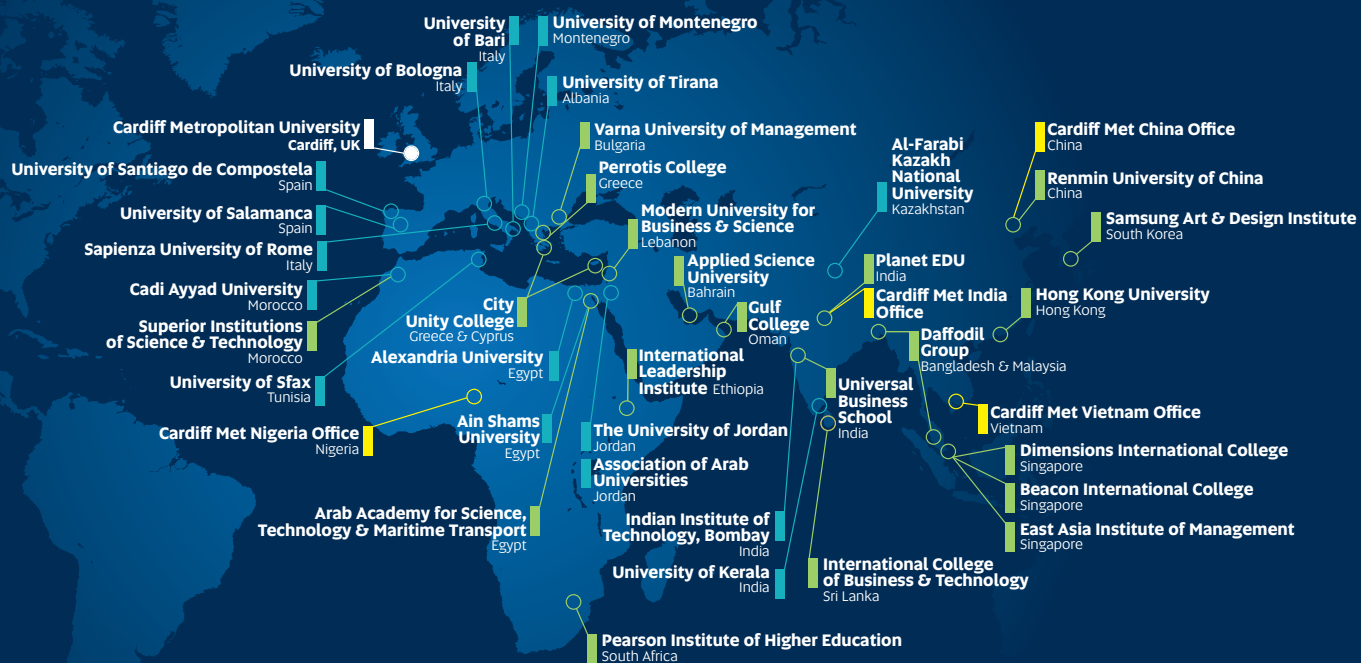 University
of Bari
Italy
University of Montenegro
Montenegro
University of Bologna
Italy
University of Tirana
Albania
Cardiff Metropolitan University
Cardiff, UK
Varna University of Management
Bulgaria
University of Santiago de Compostela
Spain
Perrotis College
Greece
University of Salamanca
Spain
Modern University for
Business & Science
Lebanon
Sapienza University of Rome
Italy
Applied Science
University
Bahrain
Al-Farabi
Kazakh
National
University
Kazakhstan
Cardiff Met China Office
China
Renmin University of China
China
Samsung Art & Design Institute
South Korea
Planet EDU
India
Cardiff Met India
Office
Hong Kong University
Hong Kong
Cadi Ayyad University
Morocco
City
Unity College
Greece & Cyprus
Gulf
College
Oman
Superior Institutions
of Science & Technology
Morocco
Daffodil
Group
Bangladesh & Malaysia
Alexandria University
Egypt
International
Leadership
Institute Ethiopia
University of Sfax
Tunisia
Universal
Business
School
India
Cardiff Met Vietnam Office
Vietnam
Cardiff Met Nigeria Office
Nigeria
Ain Shams
University
Egypt
The University of Jordan
Jordan
Dimensions International College
Singapore
Association of Arab
Universities
Jordan
Beacon International College
Singapore
Arab Academy for Science,
Technology & Maritime Transport
Egypt
Indian Institute of
Technology, Bombay
India
East Asia Institute of Management
Singapore
University of Kerala
India
International College
of Business & Technology
Sri Lanka
Pearson Institute of Higher Education
South Africa